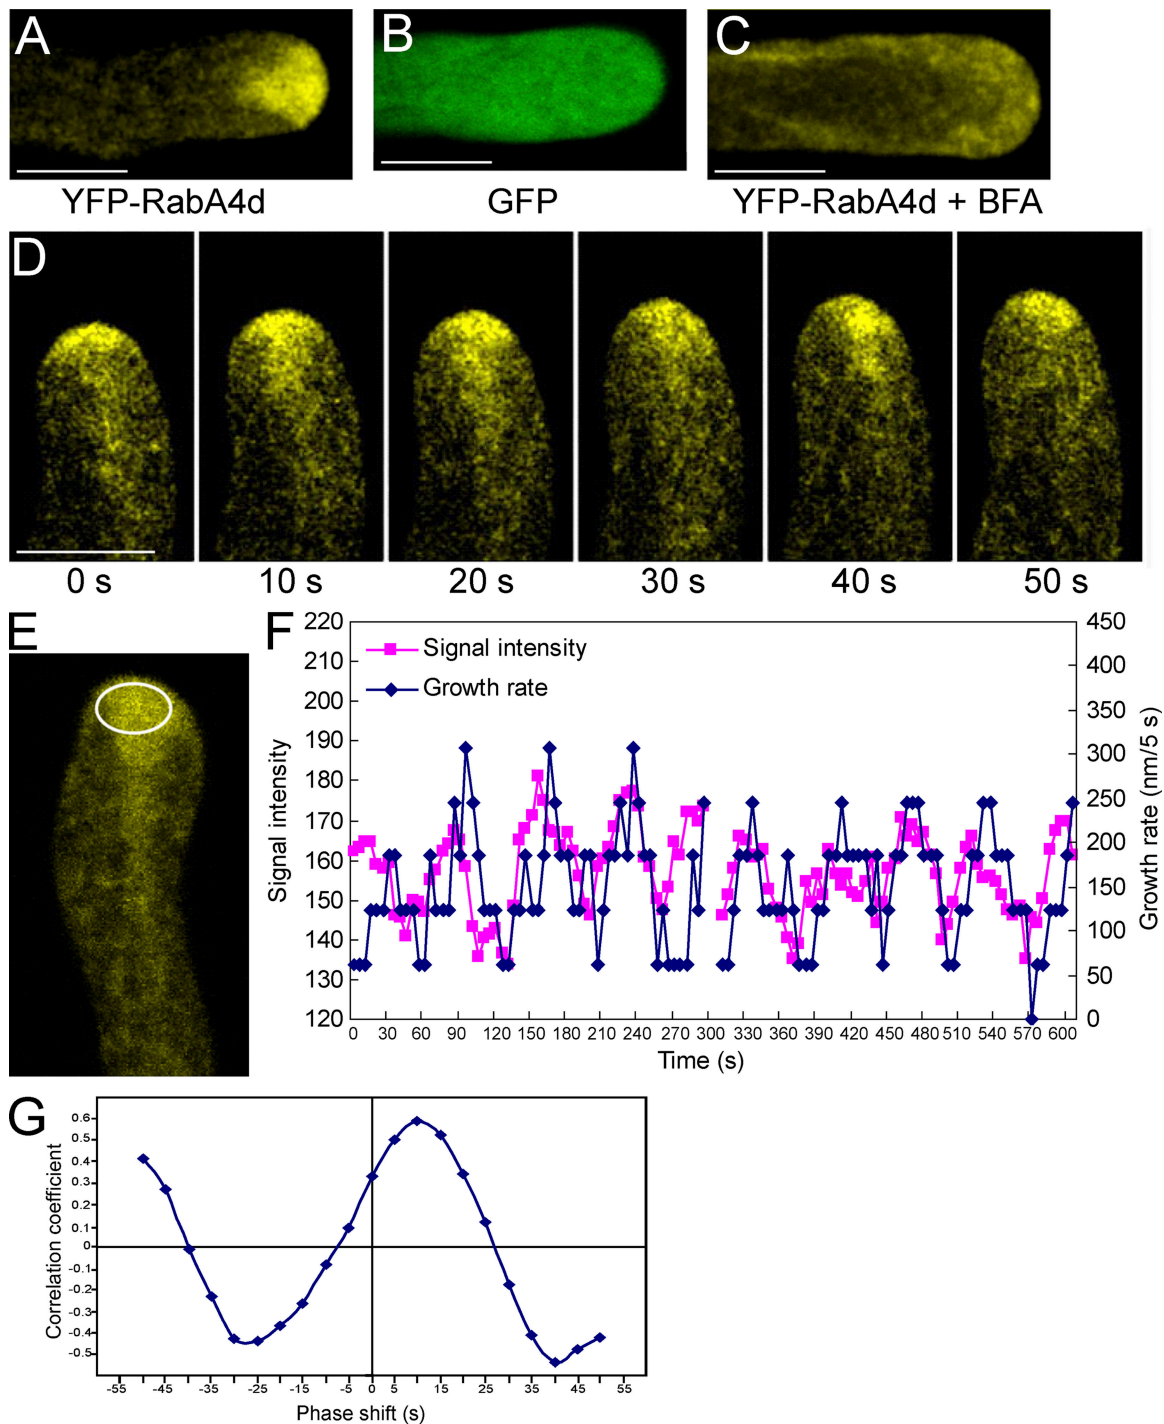 A B C
YFP-RabA4d GFP YFP-RabA4d + BFA
D
0 s 10 s 20 s 30 s 40 s 50 s
E F
220
210
200
190
180
170
160
150
140
130
120
Signal intensity
Signal intensity
Growth rate
450
400
350
300
250
200
150
100
50
0
Growth rate (nm/5 s)
0 30 60 90 120 150 180 210 240 270 300 330 360 390 420 450 480 510 540 570 600
Time (s)
G
0.6
0.5
0.4
0.3
0.2
0.1
0
-0.1
-0.2
-0.3
-0.4
-0.5
Correlation coefficient
-55 -45 -35 -25 -15 -5 0 5 15 25 35 45 55
Phase shift (s)